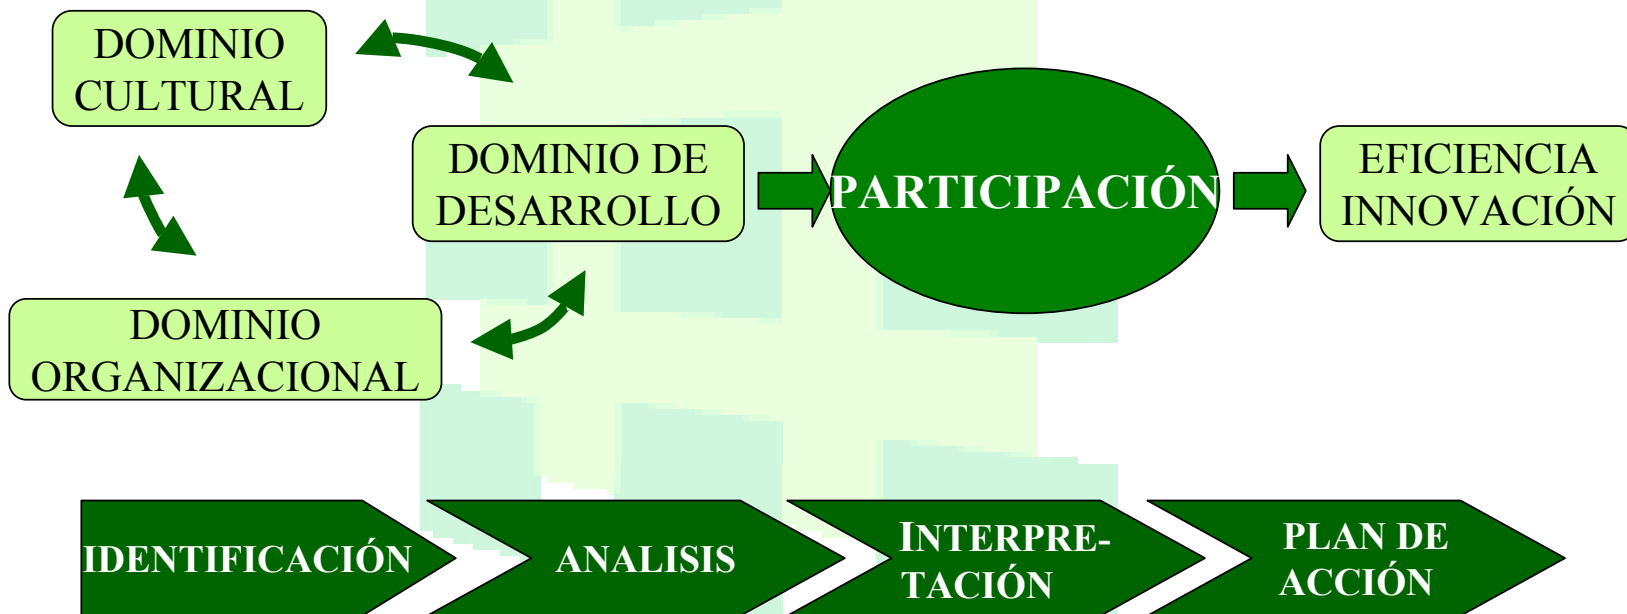 DOMINIO
CULTURAL
DOMINIO DE
DESARROLLO
PARTICIPACIÓN
EFICIENCIA
INNOVACIÓN
DOMINIO
ORGANIZACIONAL
IDENTIFICACIÓN
ANALISIS
INTERPRE-
TACIÓN
PLAN DE
ACCIÓN